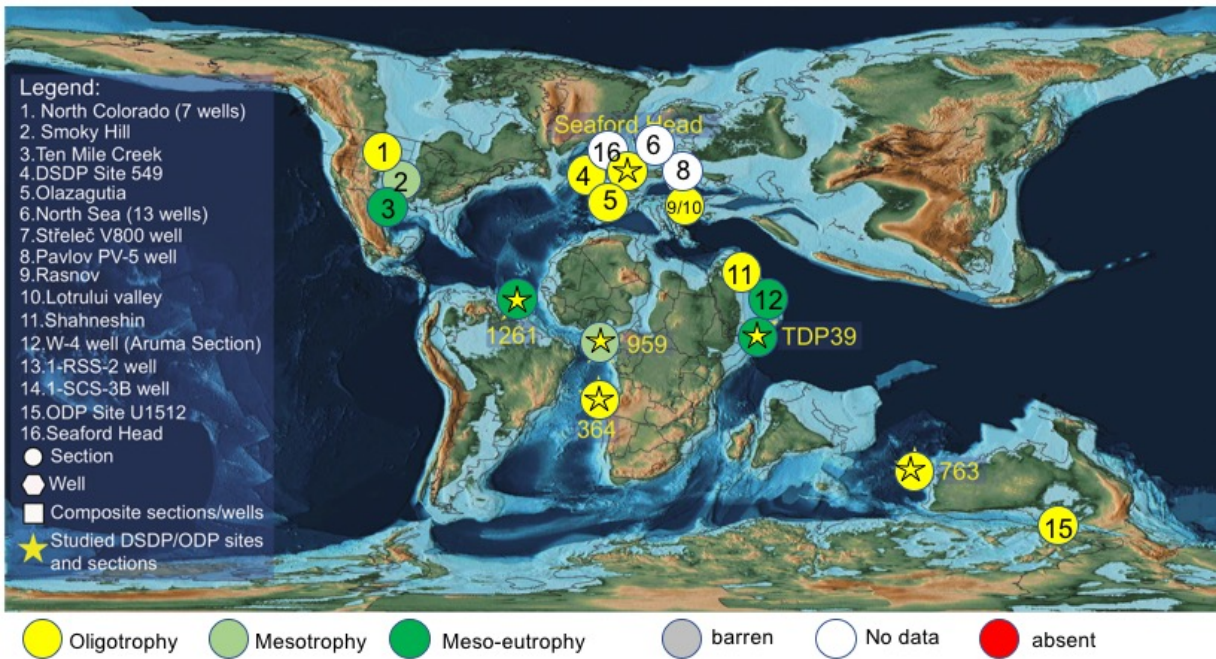 Legend:
1. North Colorado (7 wells)
2. Smoky Hill
3.Ten Mile Creek
4.DSDP Site 549
5.Olazagutia
6.North Sea (13 wells)
7.Střeleč V800 well
8.Pavlov PV-5 well
9.Rasnov
10.Lotrului valley
11.Shahneshin
12.W-4 well (Aruma Section)
13.1-RSS-2 well
14.1-SCS-3B well
15.ODP Site U1512
16.Seaford Head
Section
Well
Composite sections/wells
Studied DSDP/ODP sites
and sections
Seaford Head
1
16
6
2
4
8
3
5
9/10
11
12
1261
959
TDP39
364
763
15
Oligotrophy
Mesotrophy
Meso-eutrophy
barren
No data
absent